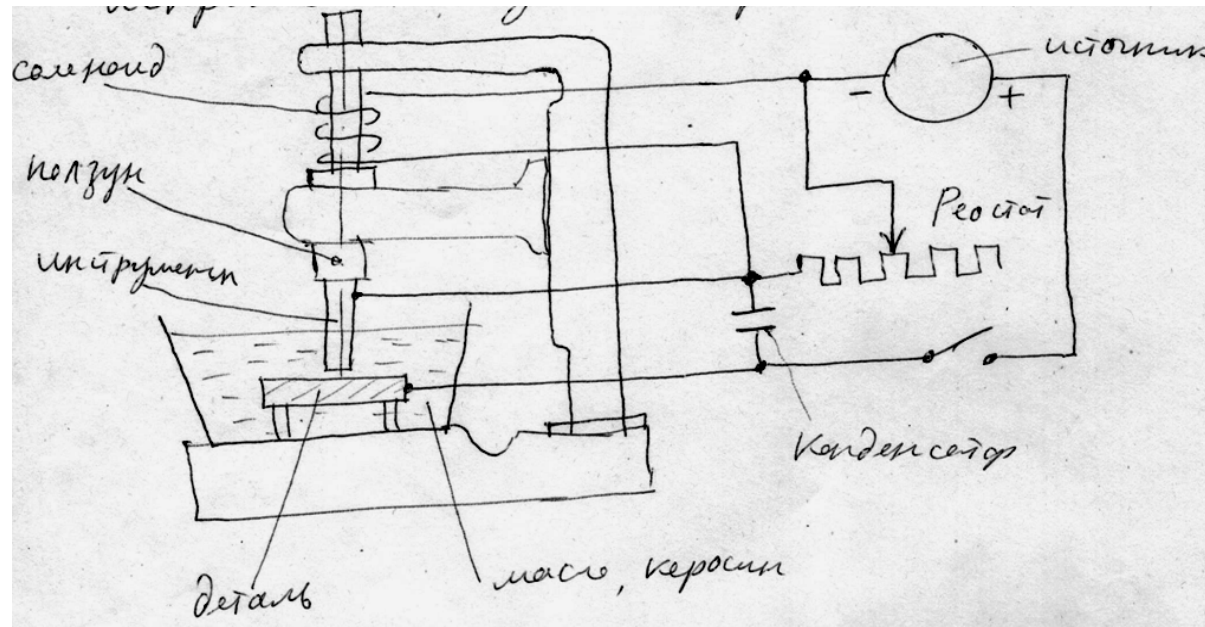 соленоид
источник
ползун
Реостат
инструмент
Конденсатор
масло, керосин
деталь
− +